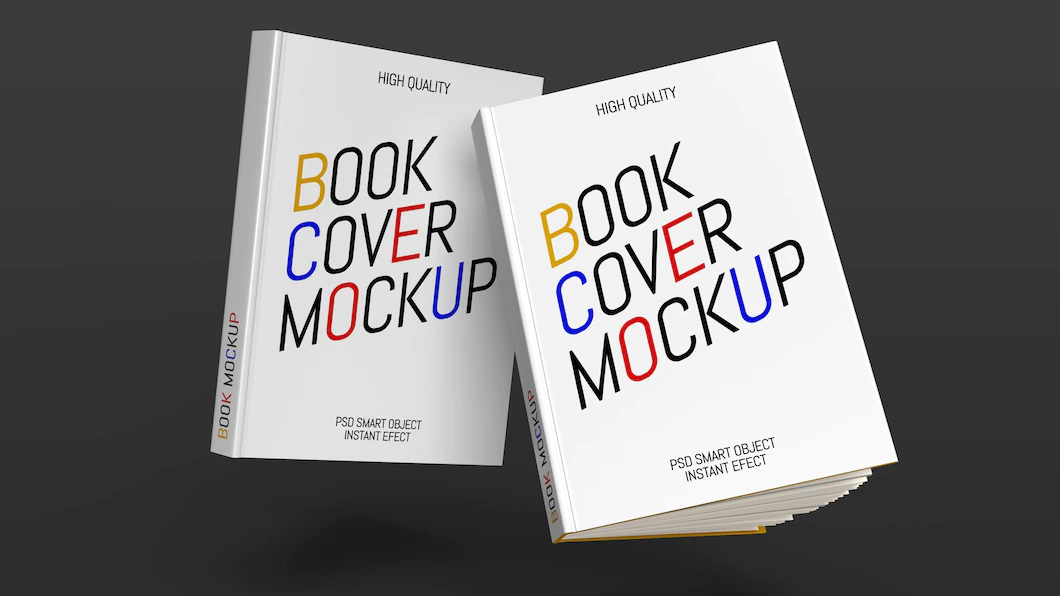 HIGH QUALITY
BOOK
COVER
MOCKUP
PSD SMART OBJECT
INSTANT EFECT
BOOK MOCKUP
HIGH QUALITY
BOOK
COVER
MOCKUP
PSD SMART OBJECT
INSTANT EFECT
BOOK MOCKUP